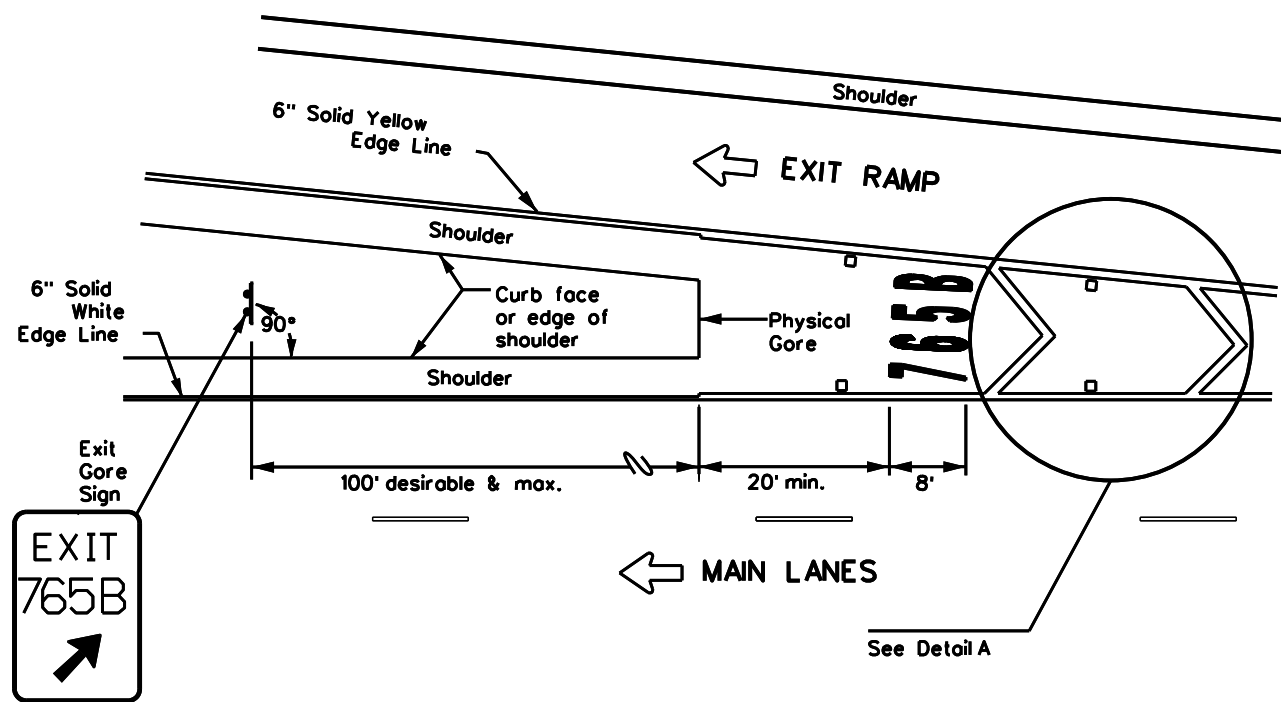 Shoulder
6" Solid Yellow
Edge Line
EXIT RAMP
Shoulder
6" Solid
White
Edge Line
90°
Curb face
or edge of
shoulder
Physical
Gore
765B
Shoulder
Exit
Gore
Sign
100' desirable & max.
20' min.
8'
EXIT
765B
MAIN LANES
See Detail A